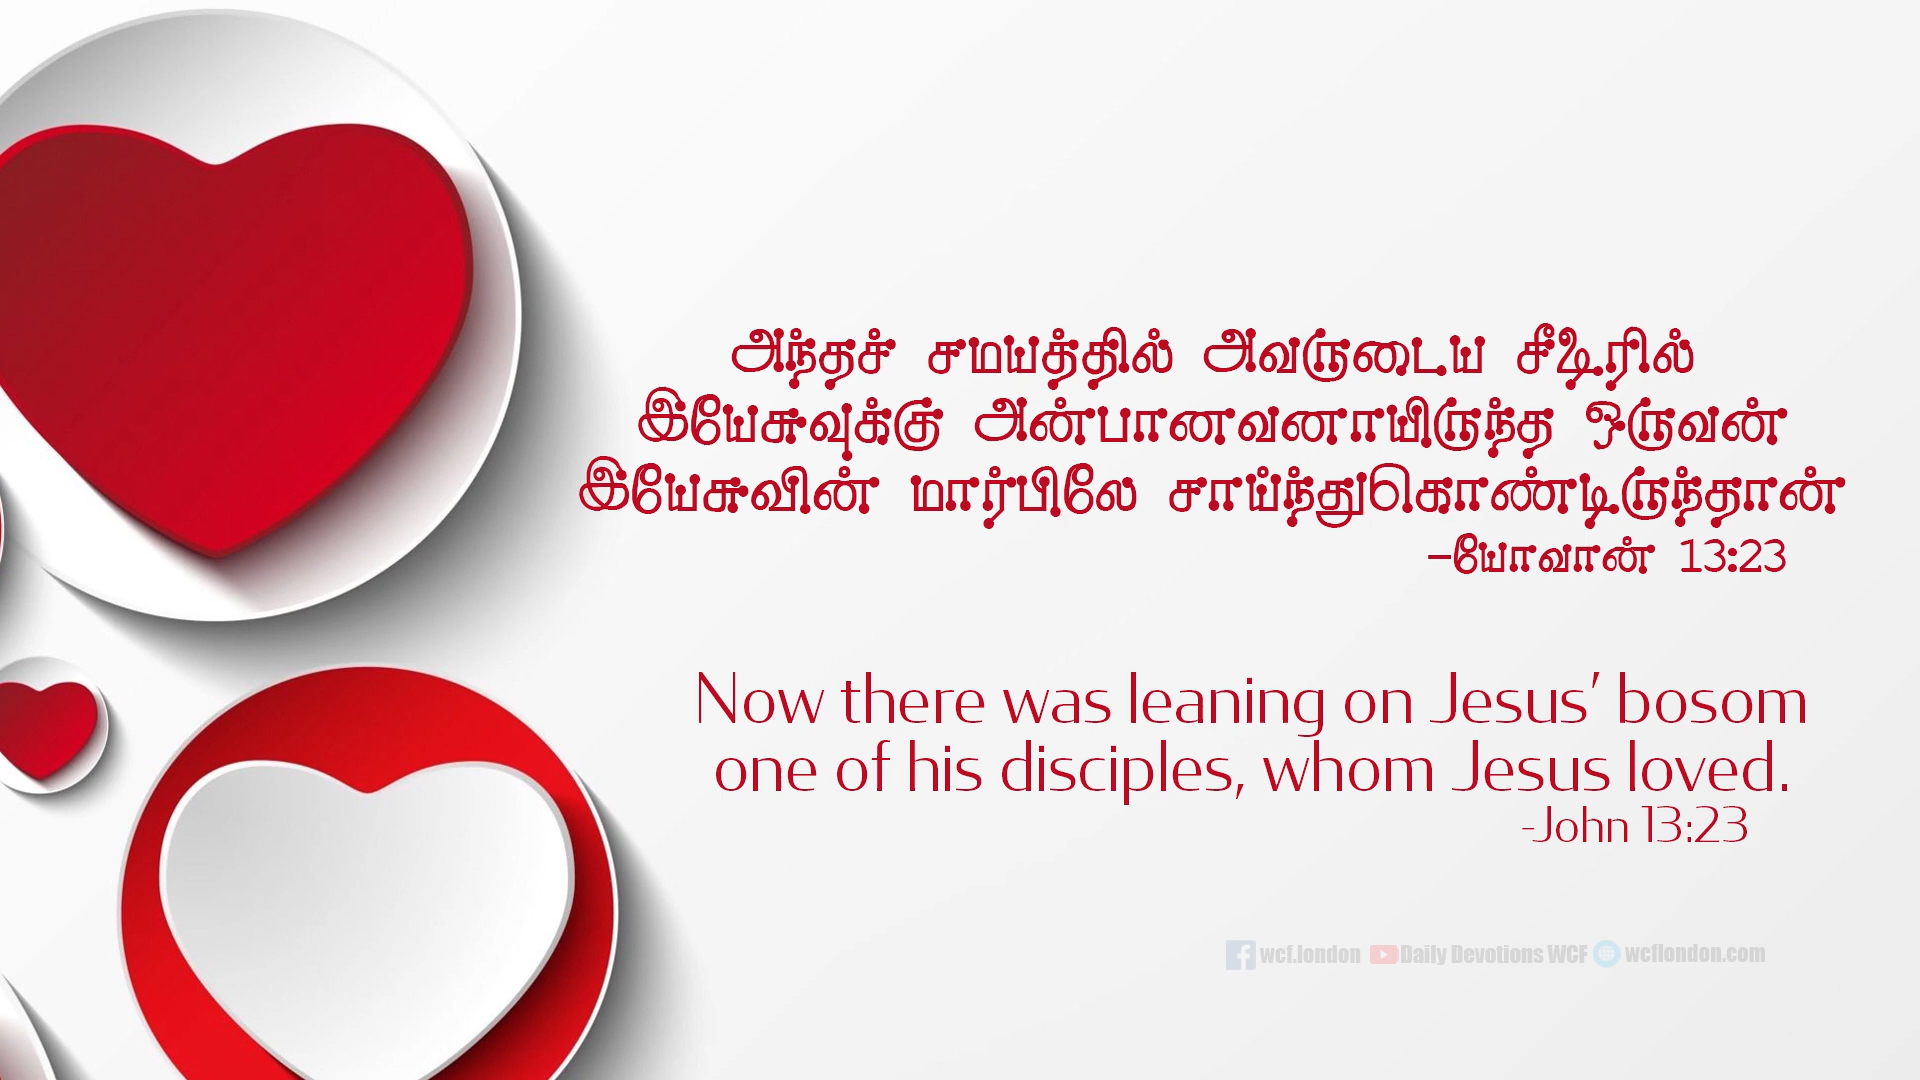 அந்தச் சமயத்தில் அவருடைய சீஷரில்
இயேசுவுக்கு அன்பானவனாயிருந்த ஒருவன்
இயேசுவின் மார்பிலே சாய்ந்துகொண்டிருந்தான்
-யோவான் 13:23
Now there was leaning on Jesus' bosom
one of his disciples, whom Jesus loved.
-John 13:23
wcf.london Daily Devotions WCF wcflondon.com